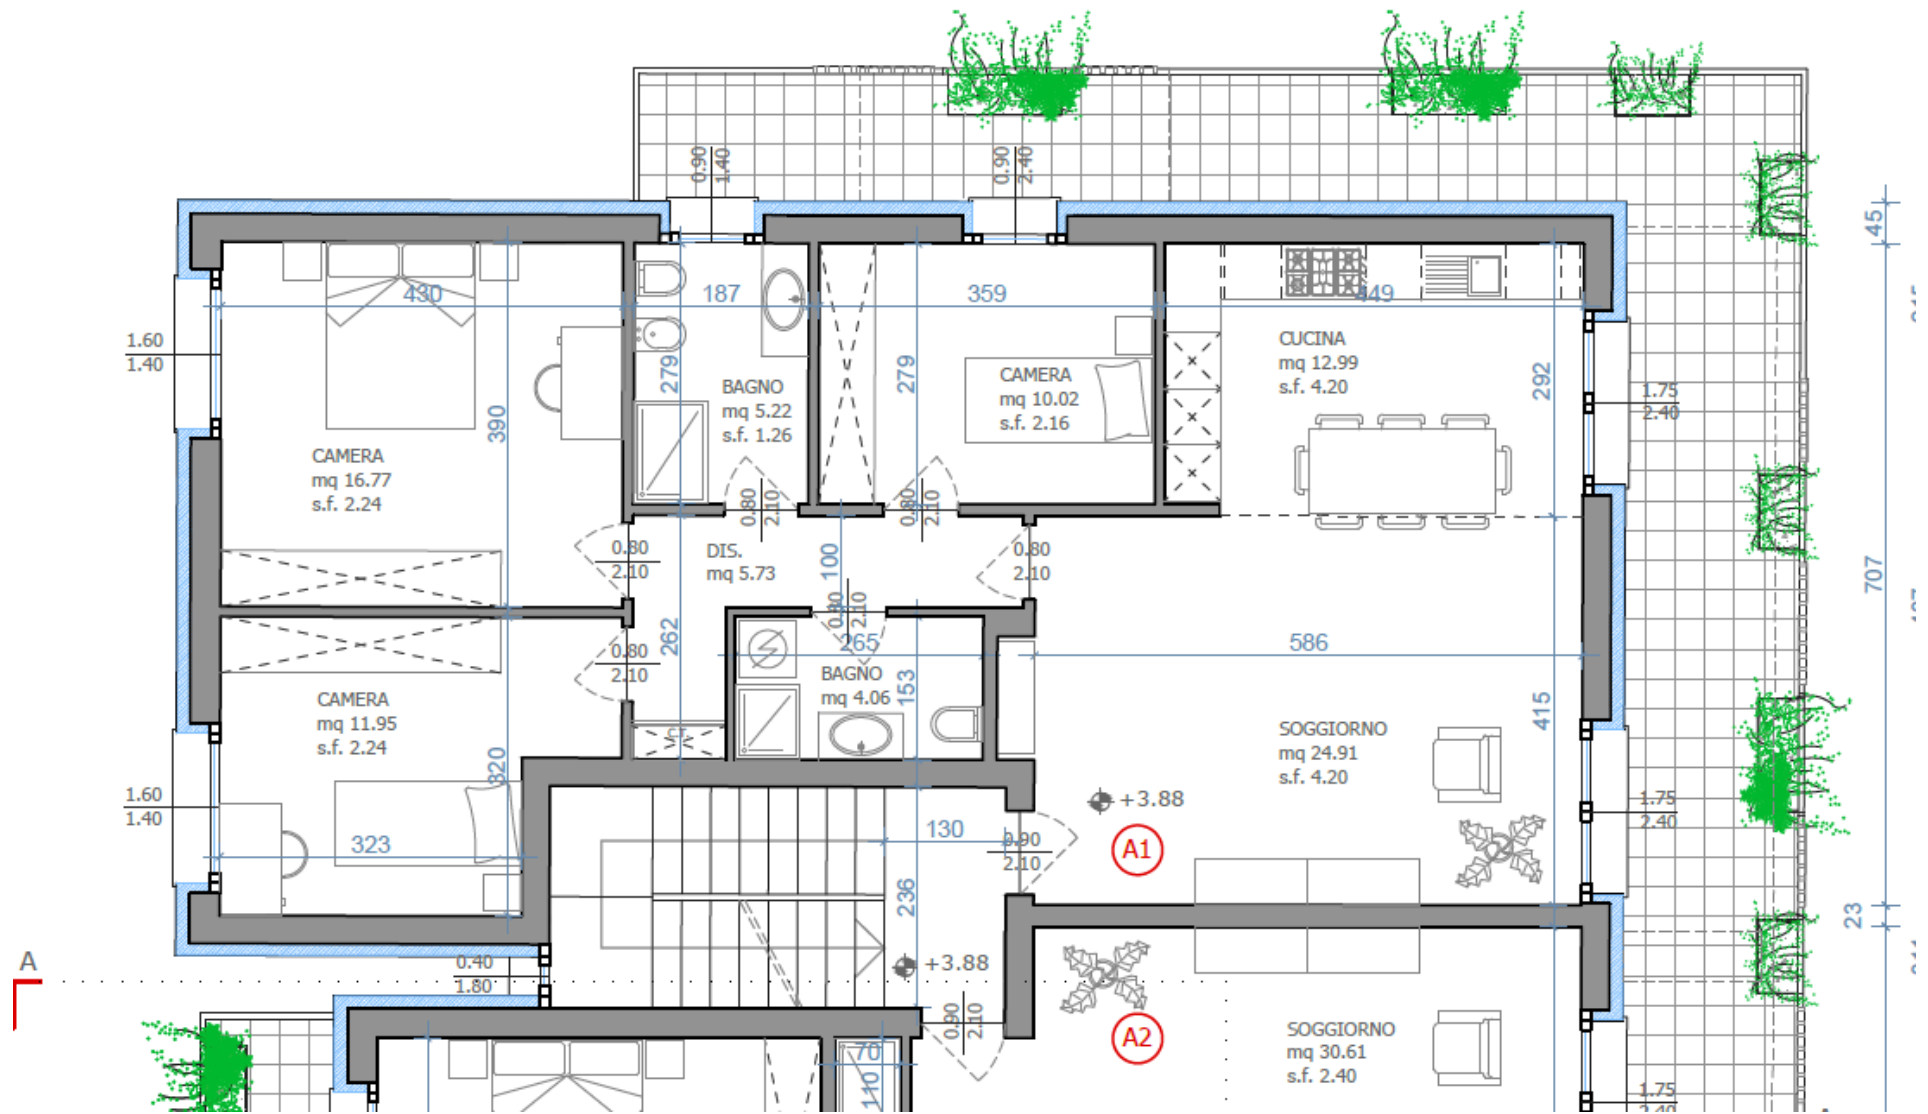 0.90
1.40
0.90
2.40
45
430
187
359
449
1.60
1.40
279
279
292
CUCINA
mq 12.99
s.f. 4.20
BAGNO
mq 5.22
s.f. 1.26
CAMERA
mq 10.02
s.f. 2.16
1.75
2.40
390
CAMERA
mq 16.77
s.f. 2.24
0.80
2.10
0.80
2.10
0.80
2.10
DIS.
mq 5.73
100
0.80
2.10
707
0.80
2.10
262
0.80
2.10
265
586
BAGNO
mq 4.06
153
CAMERA
mq 11.95
s.f. 2.24
415
SOGGIORNO
mq 24.91
s.f. 4.20
320
1.60
1.40
+3.88
1.75
2.40
323
130
0.90
2.10
A1
236
23
A
0.40
1.80
+3.88
0.90
2.10
A2
SOGGIORNO
mq 30.61
s.f. 2.40
70
110
1.75
2.40